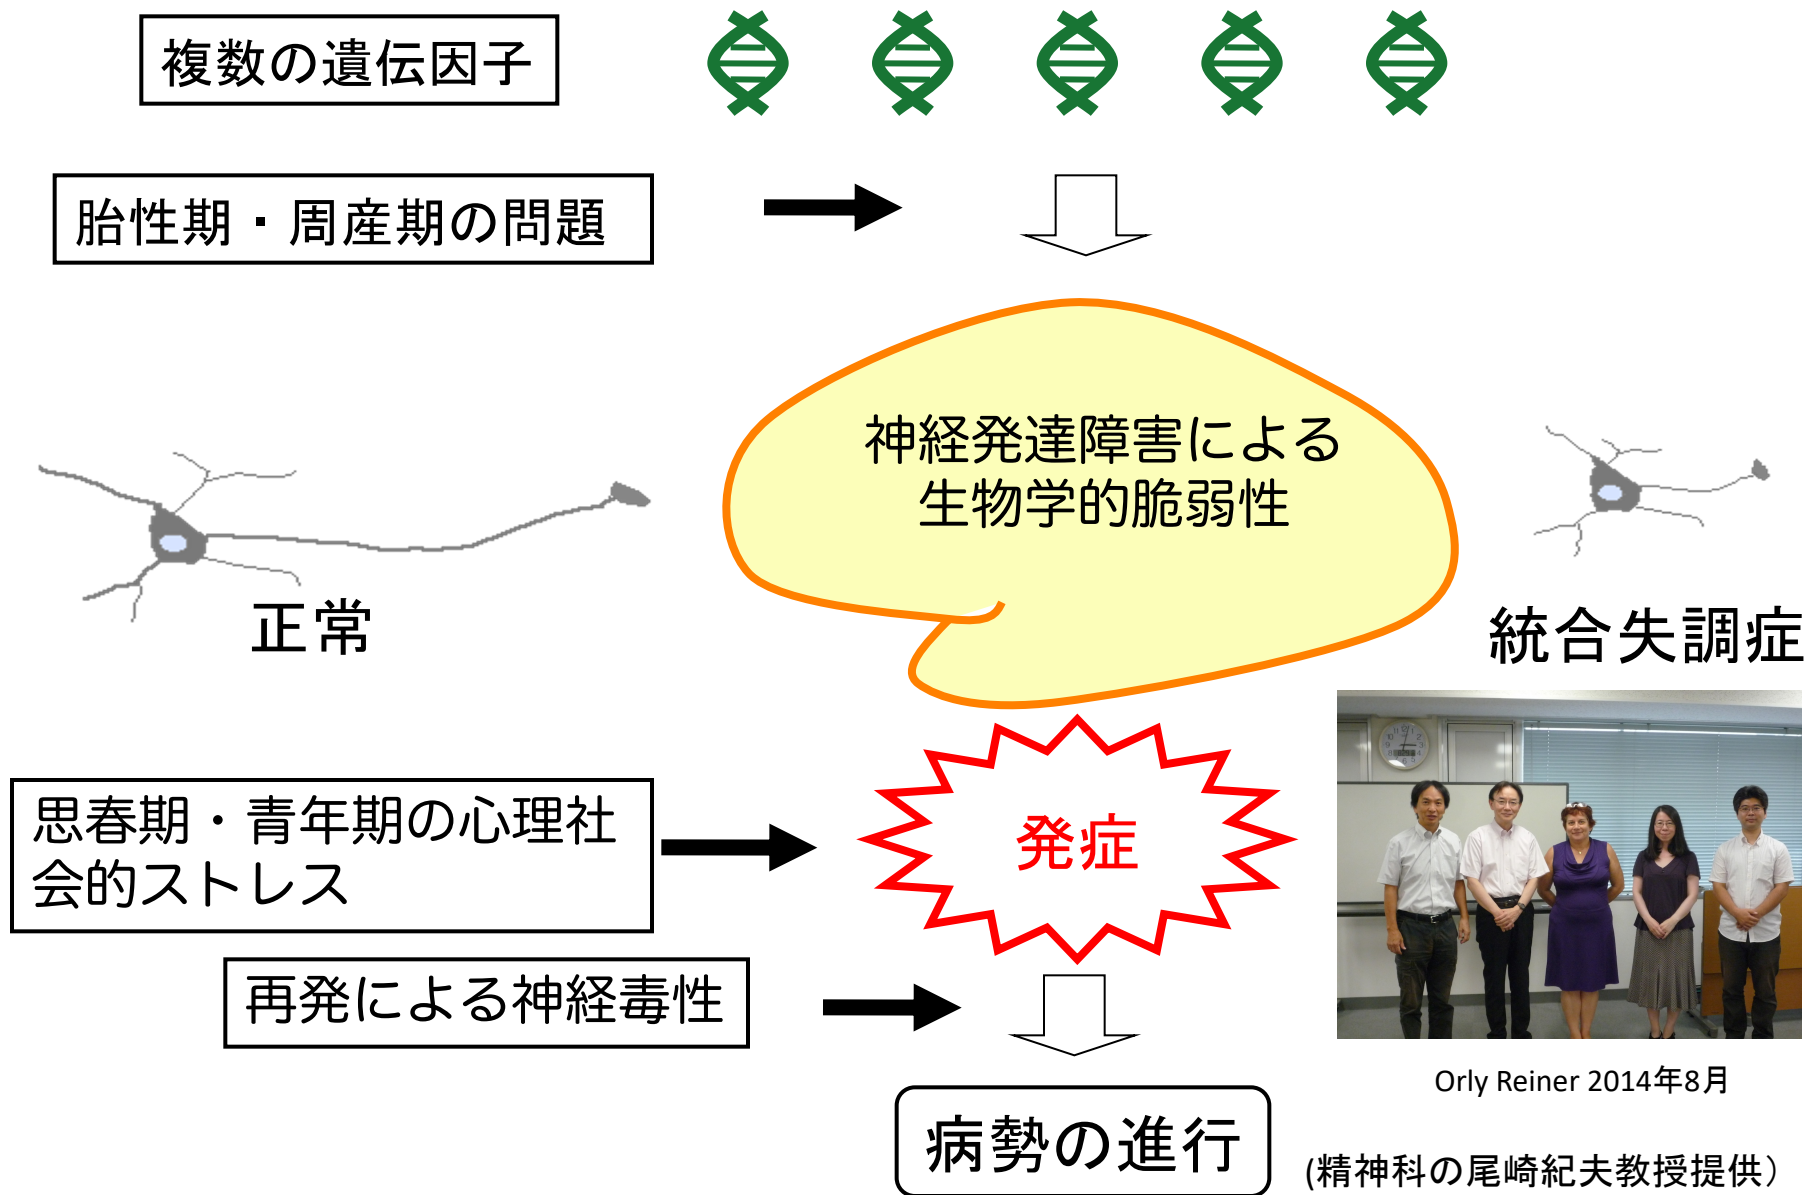 複数の遺伝因子
胎性期・周産期の問題
神経発達障害による
生物学的脆弱性
正常
統合失調症
思春期・青年期の心理社
会的ストレス
発症
再発による神経毒性
病勢の進行
Orly Reiner 2014年8月
(精神科の尾崎紀夫教授提供）